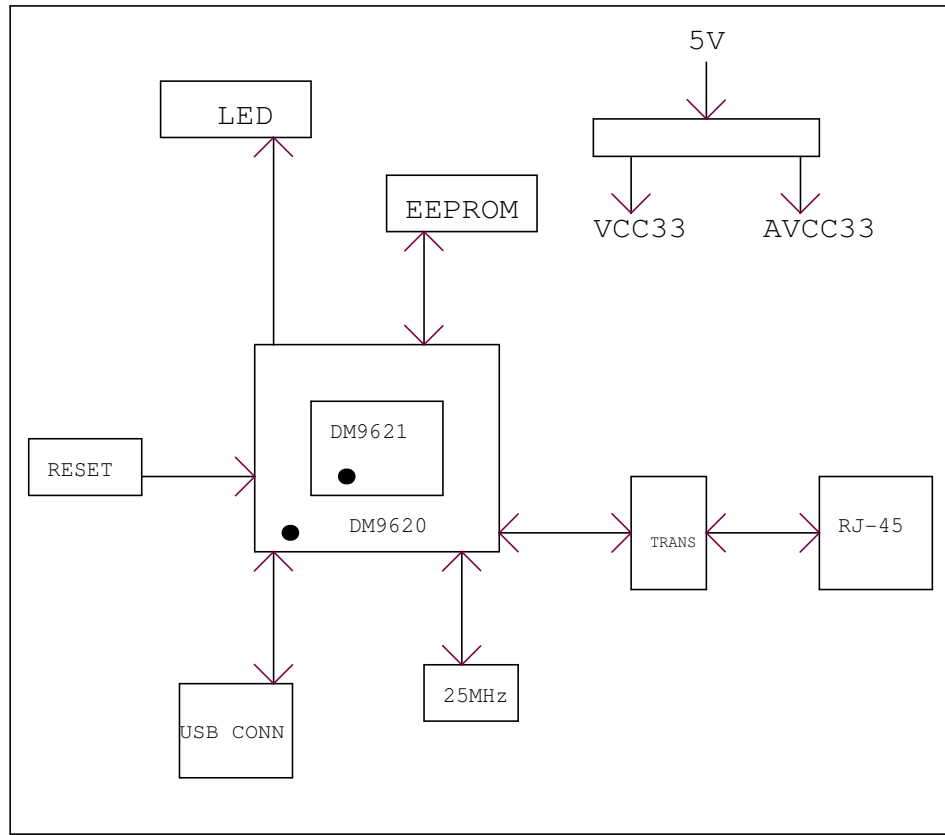 5V
LED
EEPROM
VCC33
AVCC33
DM9621
RESET
DM9620
TRANS
RJ-45
25MHz
USB CONN